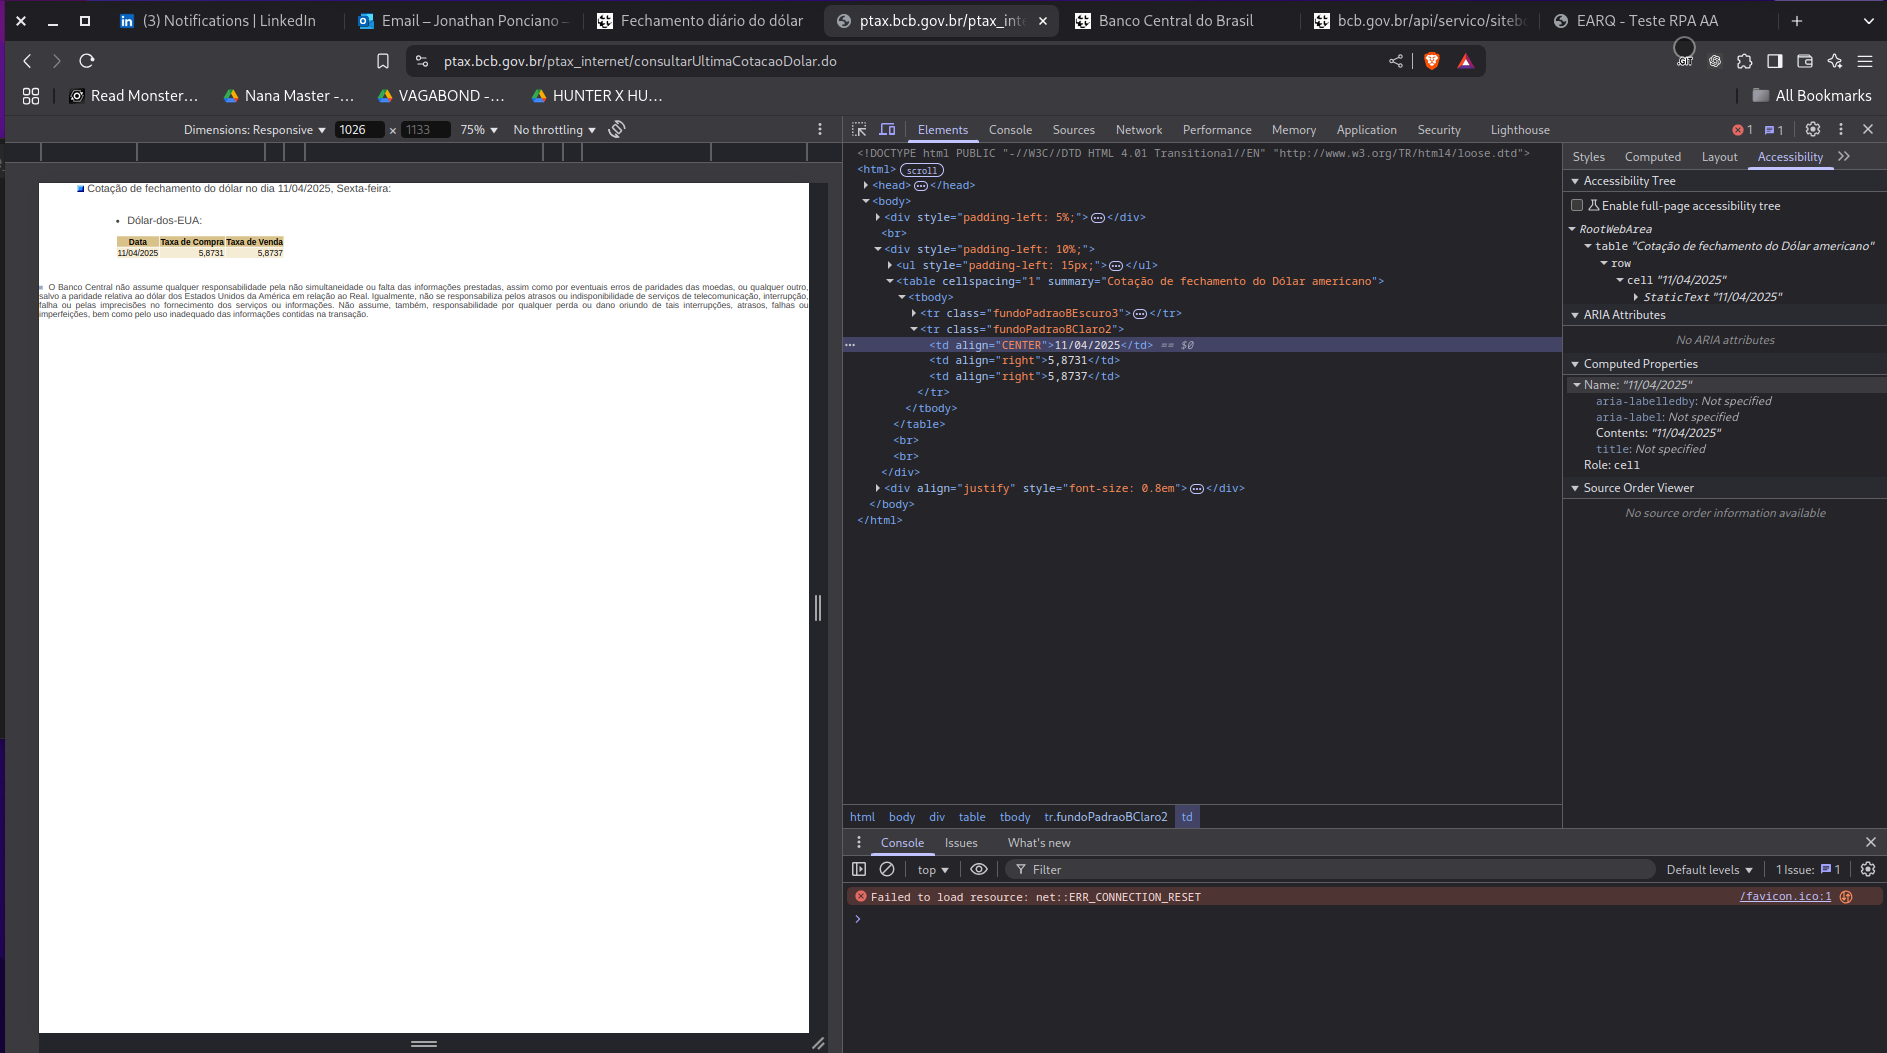 (3) Notifications | LinkedIn
Email – Jonathan Ponciano –
Fechamento diário do dólar
ptax.bcb.gov.br/ptax_inte
Banco Central do Brasil
bcb.gov.br/api/servico/siteb
EARQ - Teste RPA AA
ptax.bcb.gov.br/ptax_internet/consultarUltimaCotacaoDolar.do
.GIF
Read Monster...
Nana Master -...
VAGABOND -...
HUNTER X HU...
All Bookmarks
Dimensions: Responsive 1026 x 1133 75% No throttling
Cotação de fechamento do dólar no dia 11/04/2025, Sexta-feira:
• Dólar-dos-EUA:
Data Taxa de Compra Taxa de Venda
11/04/2025 5,8731 5,8737
O Banco Central não assume qualquer responsabilidade pela não simultaneidade ou falta das informações prestadas, assim como por eventuais erros de paridades das moedas, ou qualquer outro,
salvo a paridade relativa ao dólar dos Estados Unidos da América em relação ao Real. Igualmente, não se responsabiliza pelos atrasos ou indisponibilidade de serviços de telecomunicação, interrupção,
falha ou pelas imprecisões no fornecimento dos serviços ou informações. Não assume, também, responsabilidade por qualquer perda ou dano oriundo de tais interrupções, atrasos, falhas ou
imperfeições, bem como pelo uso inadequado das informações contidas na transação.
Elements Console Sources Network Performance Memory Application Security Lighthouse 1 1
<!DOCTYPE html PUBLIC "-//W3C//DTD HTML 4.01 Transitional//EN" "http://www.w3.org/TR/html4/loose.dtd">
<html> scroll
<head> … </head>
<body>
<div style="padding-left: 5%;"> … </div>
<br>
<div style="padding-left: 10%;">
<ul style="padding-left: 15px;"> … </ul>
<table cellspacing="1" summary="Cotação de fechamento do Dólar americano">
<tbody>
<tr class="fundoPadraoBEscuro3"> … </tr>
<tr class="fundoPadraoBClaro2">
… <td align="CENTER">11/04/2025</td> == $0
<td align="right">5,8731</td>
<td align="right">5,8737</td>
</tr>
</tbody>
</table>
<br>
<br>
</div>
<div align="justify" style="font-size: 0.8em"> … </div>
</body>
</html>
html body div table tbody tr.fundoPadraoBClaro2 td
Styles Computed Layout Accessibility
Accessibility Tree
Enable full-page accessibility tree
RootWebArea
table "Cotação de fechamento do Dólar americano"
row
cell "11/04/2025"
StaticText "11/04/2025"
ARIA Attributes
No ARIA attributes
Computed Properties
Name: "11/04/2025"
aria-labelledby: Not specified
aria-label: Not specified
Contents: "11/04/2025"
title: Not specified
Role: cell
Source Order Viewer
No source order information available
Console Issues What's new
top Filter Default levels 1 Issue: 1
Failed to load resource: net::ERR_CONNECTION_RESET /favicon.ico:1